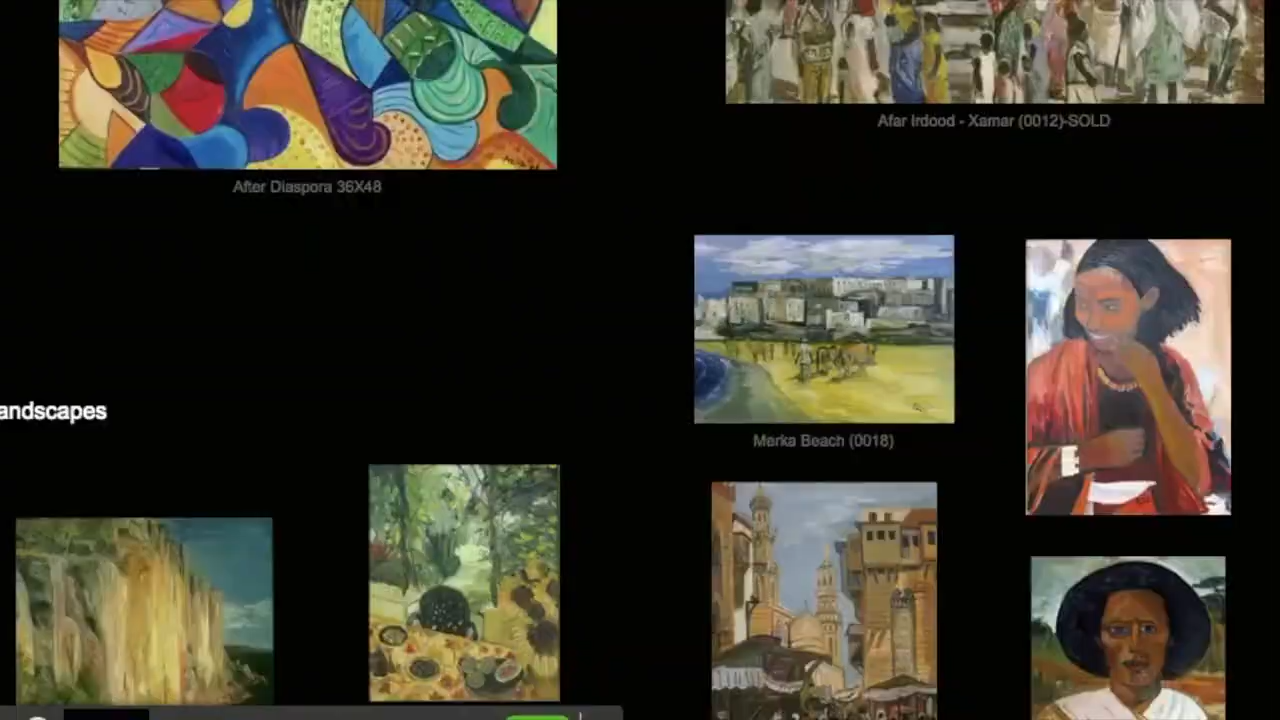 Afar Irdood - Xamar (0012)-SOLD
After Diaspora 36X48
andscapes
Merka Beach (0018)